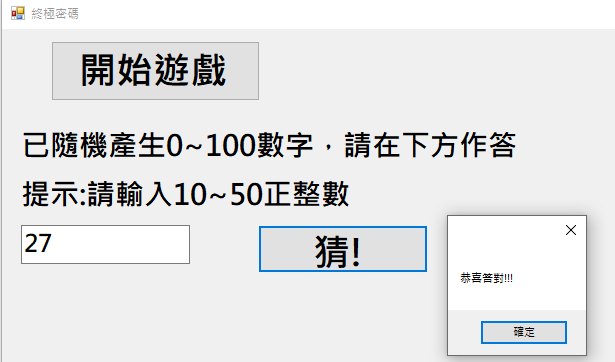 終極密碼
開始遊戲
已隨機產生0~100數字，請在下方作答
提示:請輸入10~50正整數
27
猜!
恭喜答對!!!
確定